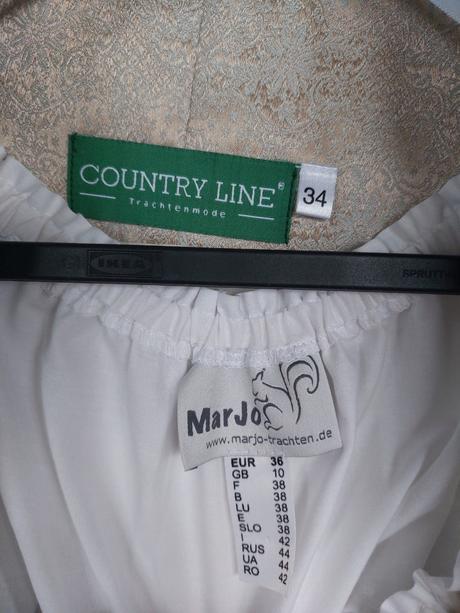 COUNTRY LINE®
Trachtenmode
34
IKEA
SPRUTT
MarJo
www.marjo-trachten.de
EUR 36
GB 10
F 38
B 38
LU 38
E 38
SLO 38
I 42
RUS 44
UA 44
RO 42